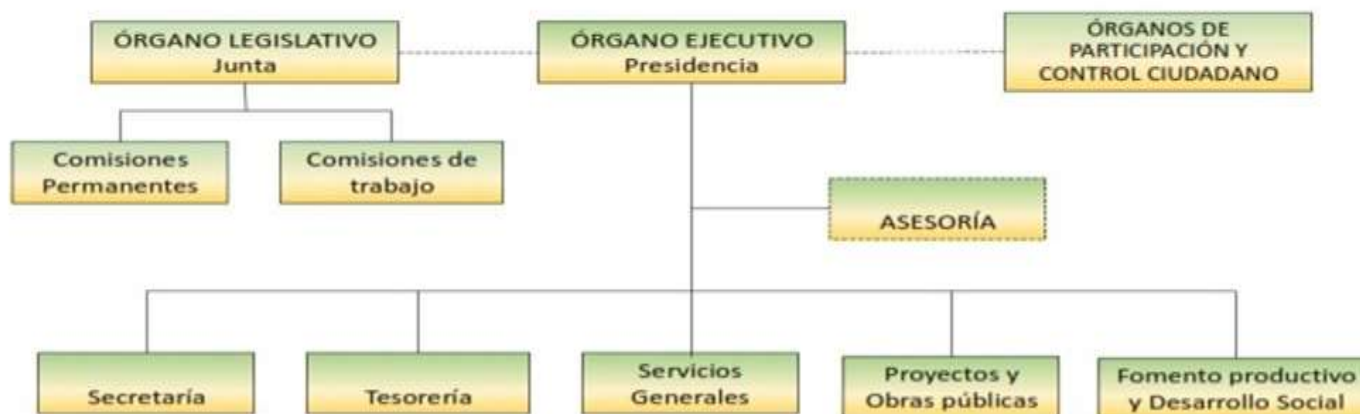 ÓRGANO LEGISLATIVO
Junta
ÓRGANO EJECUTIVO
Presidencia
ÓRGANOS DE
PARTICIPACIÓN Y
CONTROL CIUDADANO
Comisiones
Permanentes
Comisiones de
trabajo
ASESORÍA
Secretaría
Tesorería
Servicios
Generales
Proyectos y
Obras públicas
Fomento productivo
y Desarrollo Social